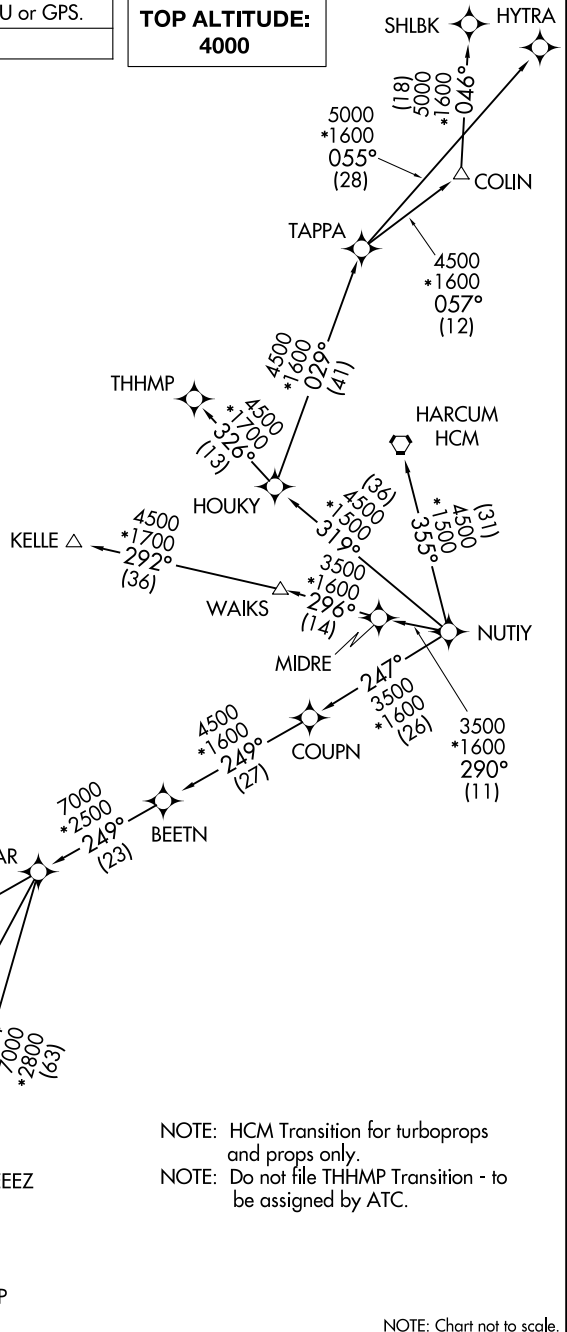 U or GPS.
TOP ALTITUDE:
4000
SHLBK
HYTRA
(18)
5000
*1600
046°
5000
*1600
055°
(28)
COLIN
TAPPA
4500
*1600
057°
(12)
4500
*1600
029°
(41)
THHMP
4500
*1700
326°
(13)
HARCUM
HCM
HOUKY
(36)
4500
*1500
319°
(31)
4500
*1500
355°
KELLE
4500
*1700
292°
(36)
WAIKS
3500
*1600
296°
(14)
MIDRE
NUTIY
247°
3500
*1600
(26)
3500
*1600
290°
(11)
COUPN
4500
*1600
249°
(27)
BEETN
7000
*2500
249°
(23)
AR
7000
*2800
(63)
NOTE: HCM Transition for turboprops
and props only.
NOTE: Do not file THHMP Transition - to
be assigned by ATC.
EEZ
P
NOTE: Chart not to scale.